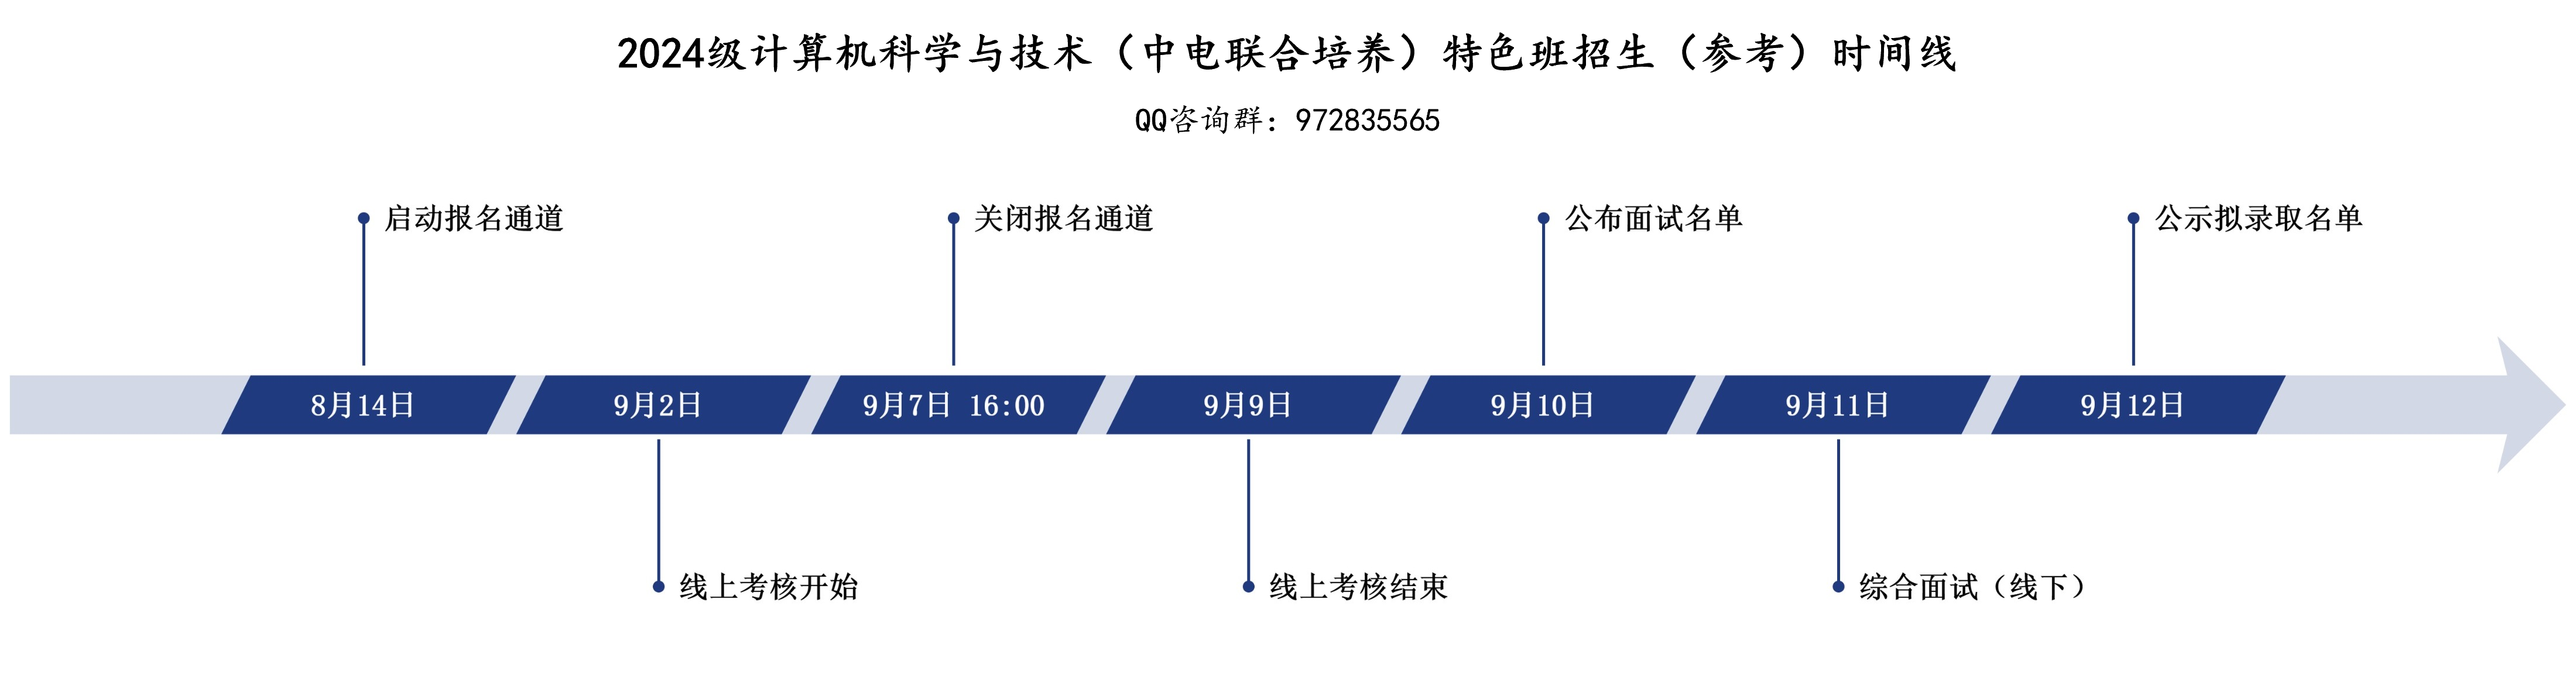 2024级计算机科学与技术（中电联合培养）特色班招生（参考）时间线
QQ咨询群：972835565
启动报名通道
关闭报名通道
公布面试名单
公示拟录取名单
8月14日
9月2日
9月7日 16:00
9月9日
9月10日
9月11日
9月12日
线上考核开始
线上考核结束
综合面试（线下）